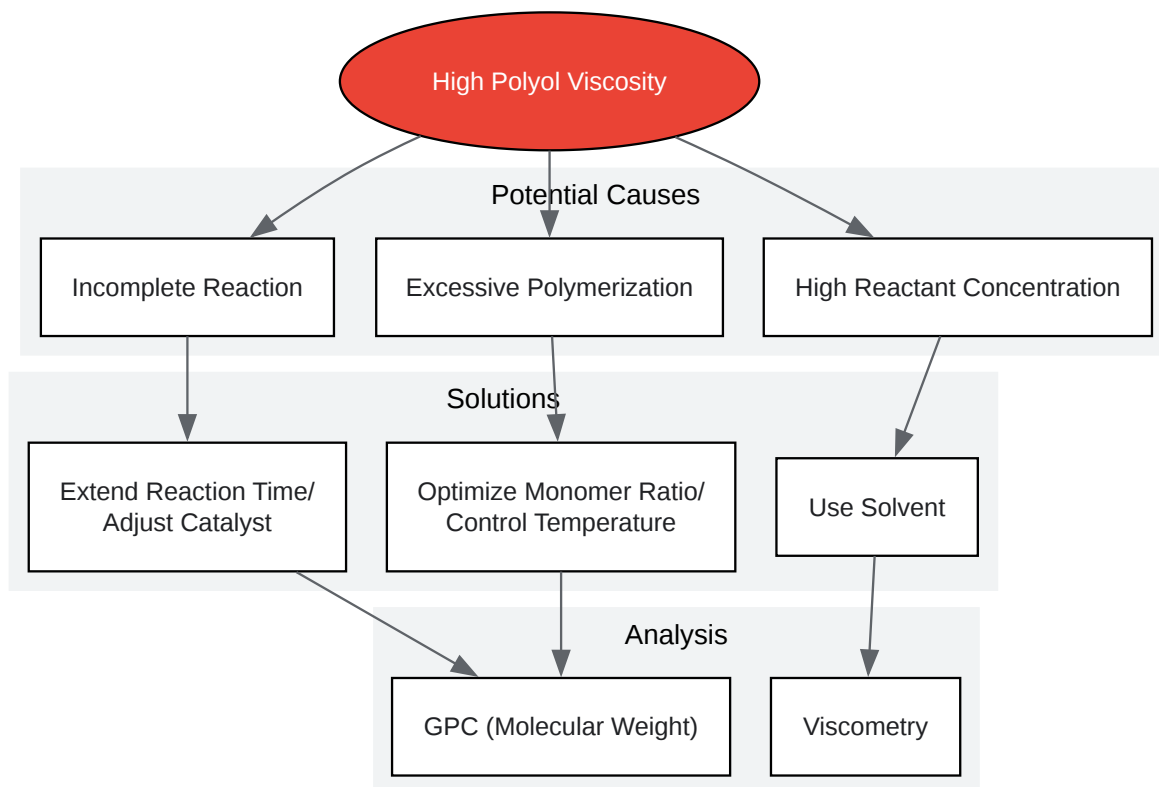 High Polyol Viscosity
Potential Causes
Incomplete Reaction
Excessive Polymerization
High Reactant Concentration
Solutions
Extend Reaction Time/
Adjust Catalyst
Optimize Monomer Ratio/
Control Temperature
Use Solvent
Analysis
GPC (Molecular Weight)
Viscometry